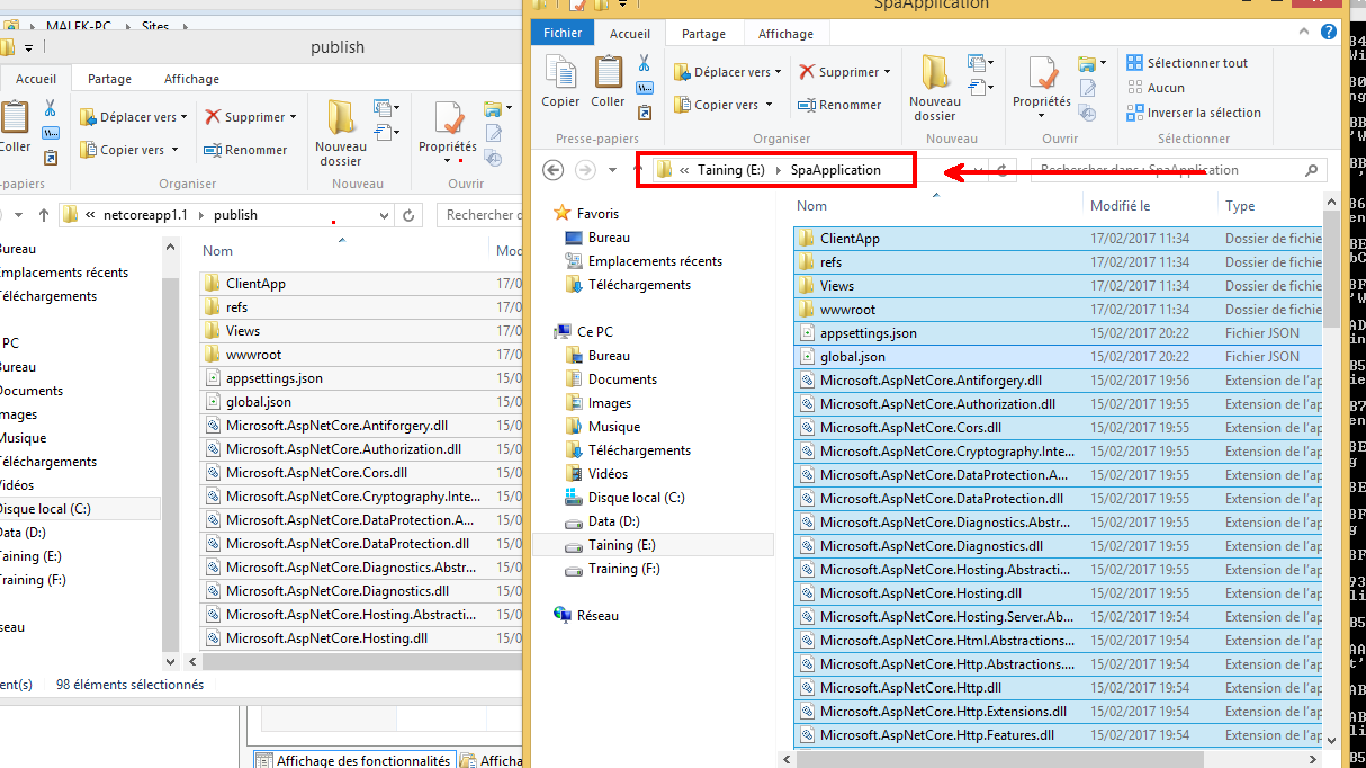 MALEK-PC Sites
publish
Accueil Partage Affichage
Coller
Déplacer vers
Copier vers
Supprimer
Renommer
Nouveau
dossier
Propriétés
-papiers Organiser Nouveau Ouvrir
netcoreapp1.1 publish
Rechercher
Bureau
Emplacements récents
Téléchargements
PC
Bureau
Documents
Images
Musique
Téléchargements
Vidéos
Disque local (C:)
Data (D:)
Taining (E:)
Training (F:)
seau
Nom Moc
ClientApp 17/0
refs 17/0
Views 17/0
wwwroot 17/0
appsettings.json 15/0
global.json 15/0
Microsoft.AspNetCore.Antiforgery.dll 15/0
Microsoft.AspNetCore.Authorization.dll 15/0
Microsoft.AspNetCore.Cors.dll 15/0
Microsoft.AspNetCore.Cryptography.Inte... 15/0
Microsoft.AspNetCore.DataProtection.A... 15/0
Microsoft.AspNetCore.DataProtection.dll 15/0
Microsoft.AspNetCore.Diagnostics.Abstr... 15/0
Microsoft.AspNetCore.Diagnostics.dll 15/0
Microsoft.AspNetCore.Hosting.Abstracti... 15/0
Microsoft.AspNetCore.Hosting.dll 15/0
ent(s) 98 éléments sélectionnés
Affichage des fonctionnalités Afficha
SpaApplication
Fichier Accueil Partage Affichage
Copier
Coller
Déplacer vers
Copier vers
Supprimer
Renommer
Nouveau
dossier
Propriétés
Sélectionner tout
Aucun
Inverser la sélection
Presse-papiers Organiser Nouveau Ouvrir Sélectionner
Taining (E:) SpaApplication
Rechercher dans : SpaApplication
Favoris
Bureau
Emplacements récents
Téléchargements
Ce PC
Bureau
Documents
Images
Musique
Téléchargements
Vidéos
Disque local (C:)
Data (D:)
Taining (E:)
Training (F:)
Réseau
Nom Modifié le Type
ClientApp 17/02/2017 11:34 Dossier de fichie
refs 17/02/2017 11:34 Dossier de fichie
Views 17/02/2017 11:34 Dossier de fichie
wwwroot 17/02/2017 11:34 Dossier de fichie
appsettings.json 15/02/2017 20:22 Fichier JSON
global.json 15/02/2017 20:22 Fichier JSON
Microsoft.AspNetCore.Antiforgery.dll 15/02/2017 19:56 Extension de l'ap
Microsoft.AspNetCore.Authorization.dll 15/02/2017 19:55 Extension de l'ap
Microsoft.AspNetCore.Cors.dll 15/02/2017 19:55 Extension de l'ap
Microsoft.AspNetCore.Cryptography.Inte... 15/02/2017 19:55 Extension de l'ap
Microsoft.AspNetCore.DataProtection.A... 15/02/2017 19:55 Extension de l'ap
Microsoft.AspNetCore.DataProtection.dll 15/02/2017 19:55 Extension de l'ap
Microsoft.AspNetCore.Diagnostics.Abstr... 15/02/2017 19:55 Extension de l'ap
Microsoft.AspNetCore.Diagnostics.dll 15/02/2017 19:55 Extension de l'ap
Microsoft.AspNetCore.Hosting.Abstracti... 15/02/2017 19:55 Extension de l'ap
Microsoft.AspNetCore.Hosting.dll 15/02/2017 19:55 Extension de l'ap
Microsoft.AspNetCore.Hosting.Server.Ab... 15/02/2017 19:54 Extension de l'ap
Microsoft.AspNetCore.Html.Abstractions... 15/02/2017 19:54 Extension de l'ap
Microsoft.AspNetCore.Http.Abstractions.... 15/02/2017 19:54 Extension de l'ap
Microsoft.AspNetCore.Http.dll 15/02/2017 19:54 Extension de l'ap
Microsoft.AspNetCore.Http.Extensions.dll 15/02/2017 19:54 Extension de l'ap
Microsoft.AspNetCore.Http.Features.dll 15/02/2017 19:54 Extension de l'ap